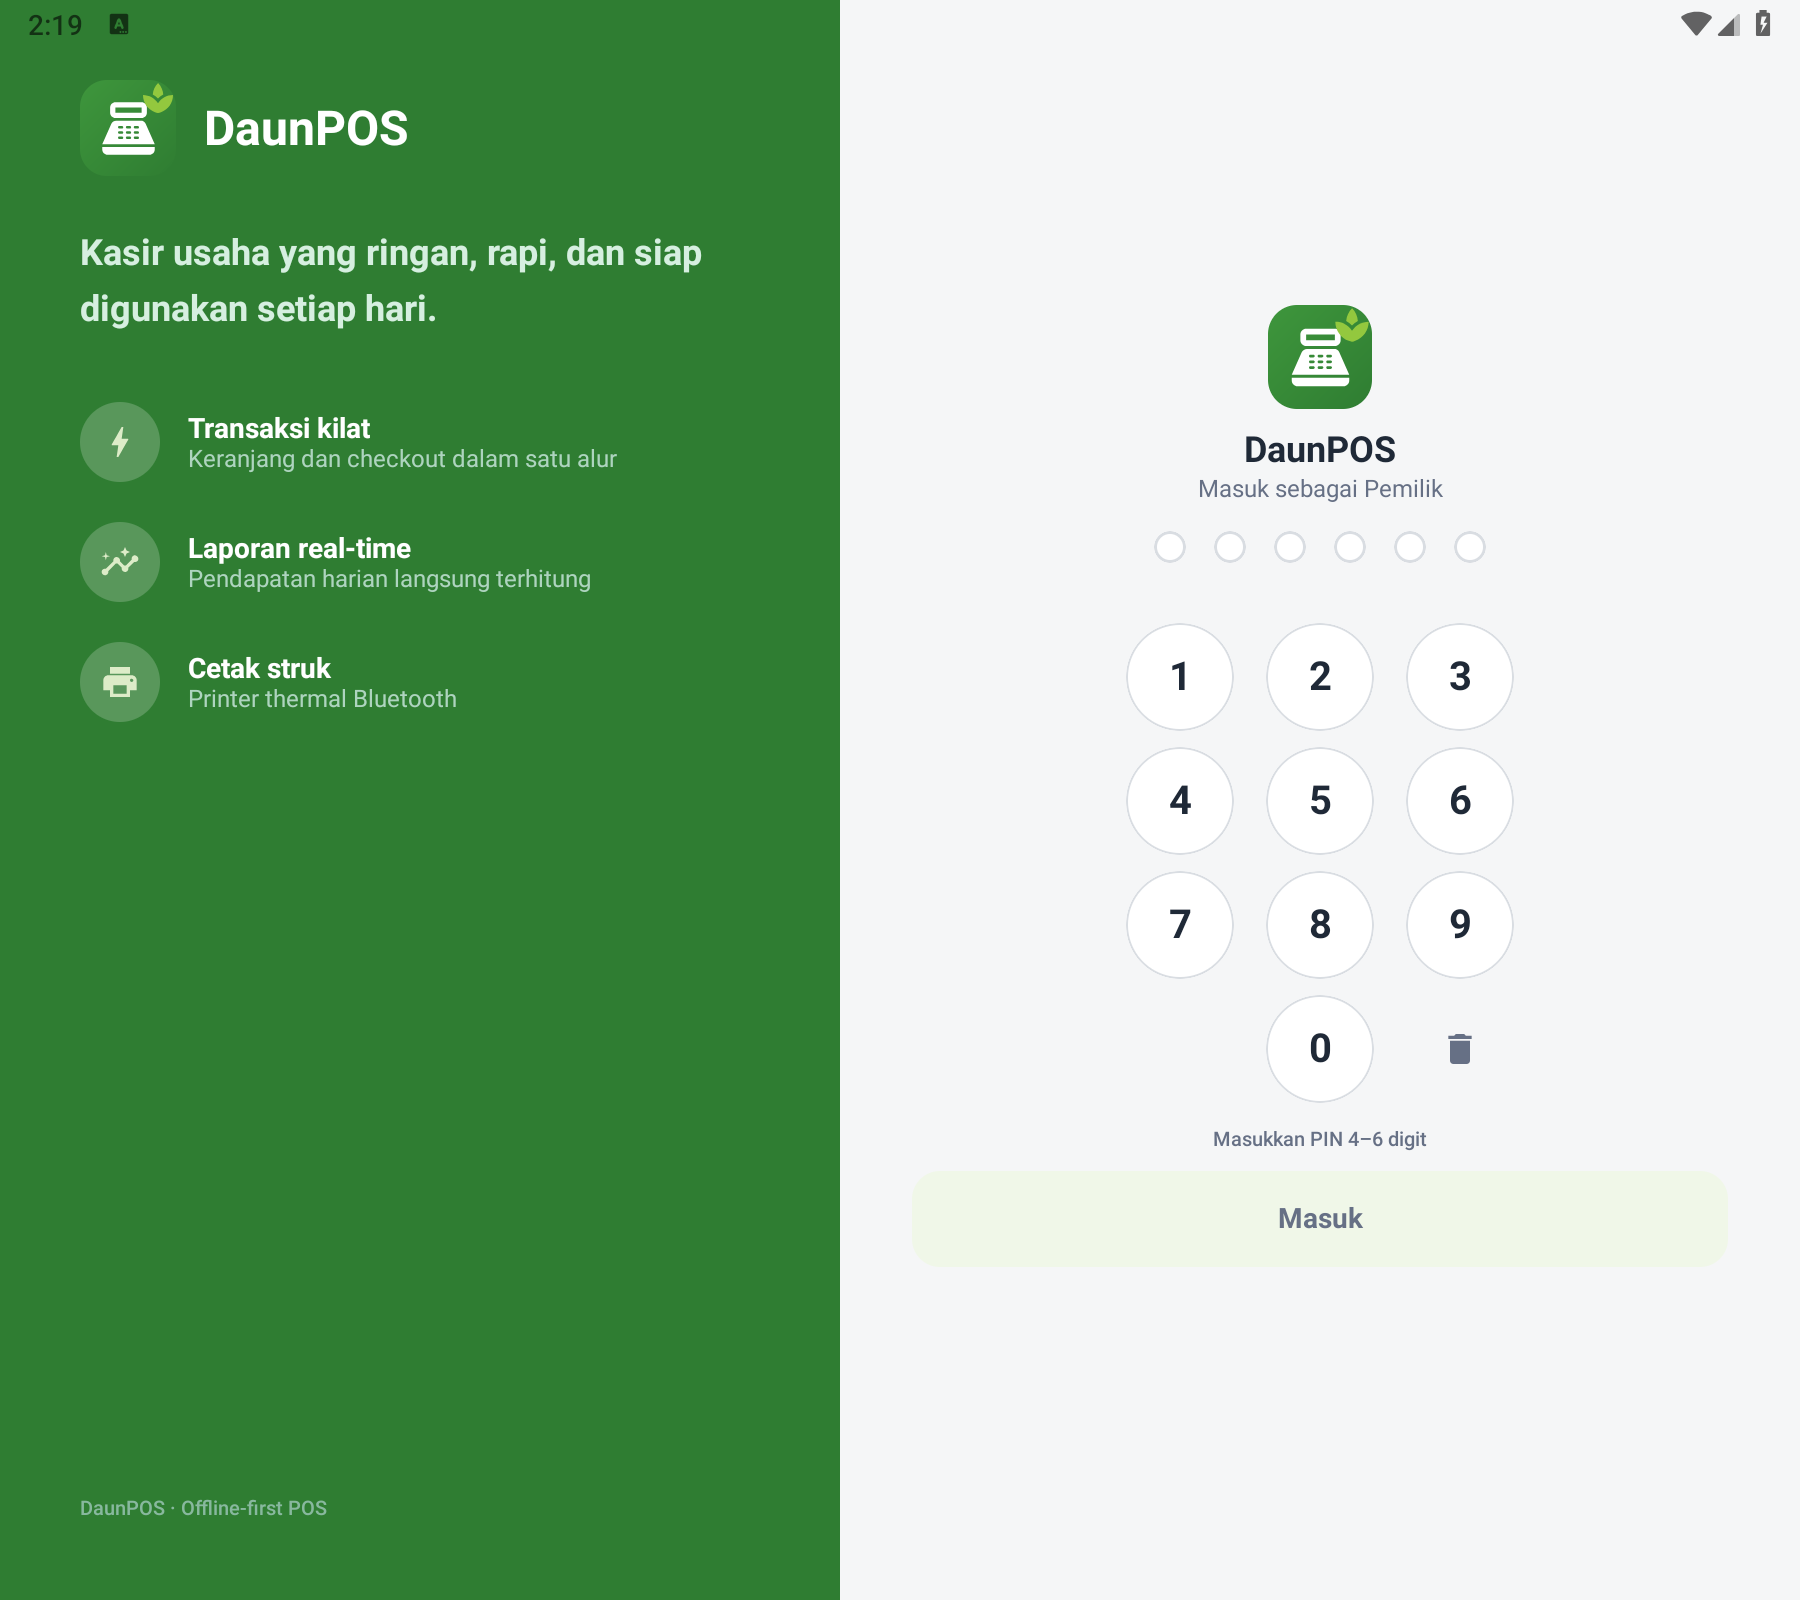 2:19
DaunPOS
Kasir usaha yang ringan, rapi, dan siap
digunakan setiap hari.
Transaksi kilat
Keranjang dan checkout dalam satu alur
Laporan real-time
Pendapatan harian langsung terhitung
Cetak struk
Printer thermal Bluetooth
DaunPOS · Offline-first POS
DaunPOS
Masuk sebagai Pemilik
1 2 3
4 5 6
7 8 9
0
Masukkan PIN 4–6 digit
Masuk